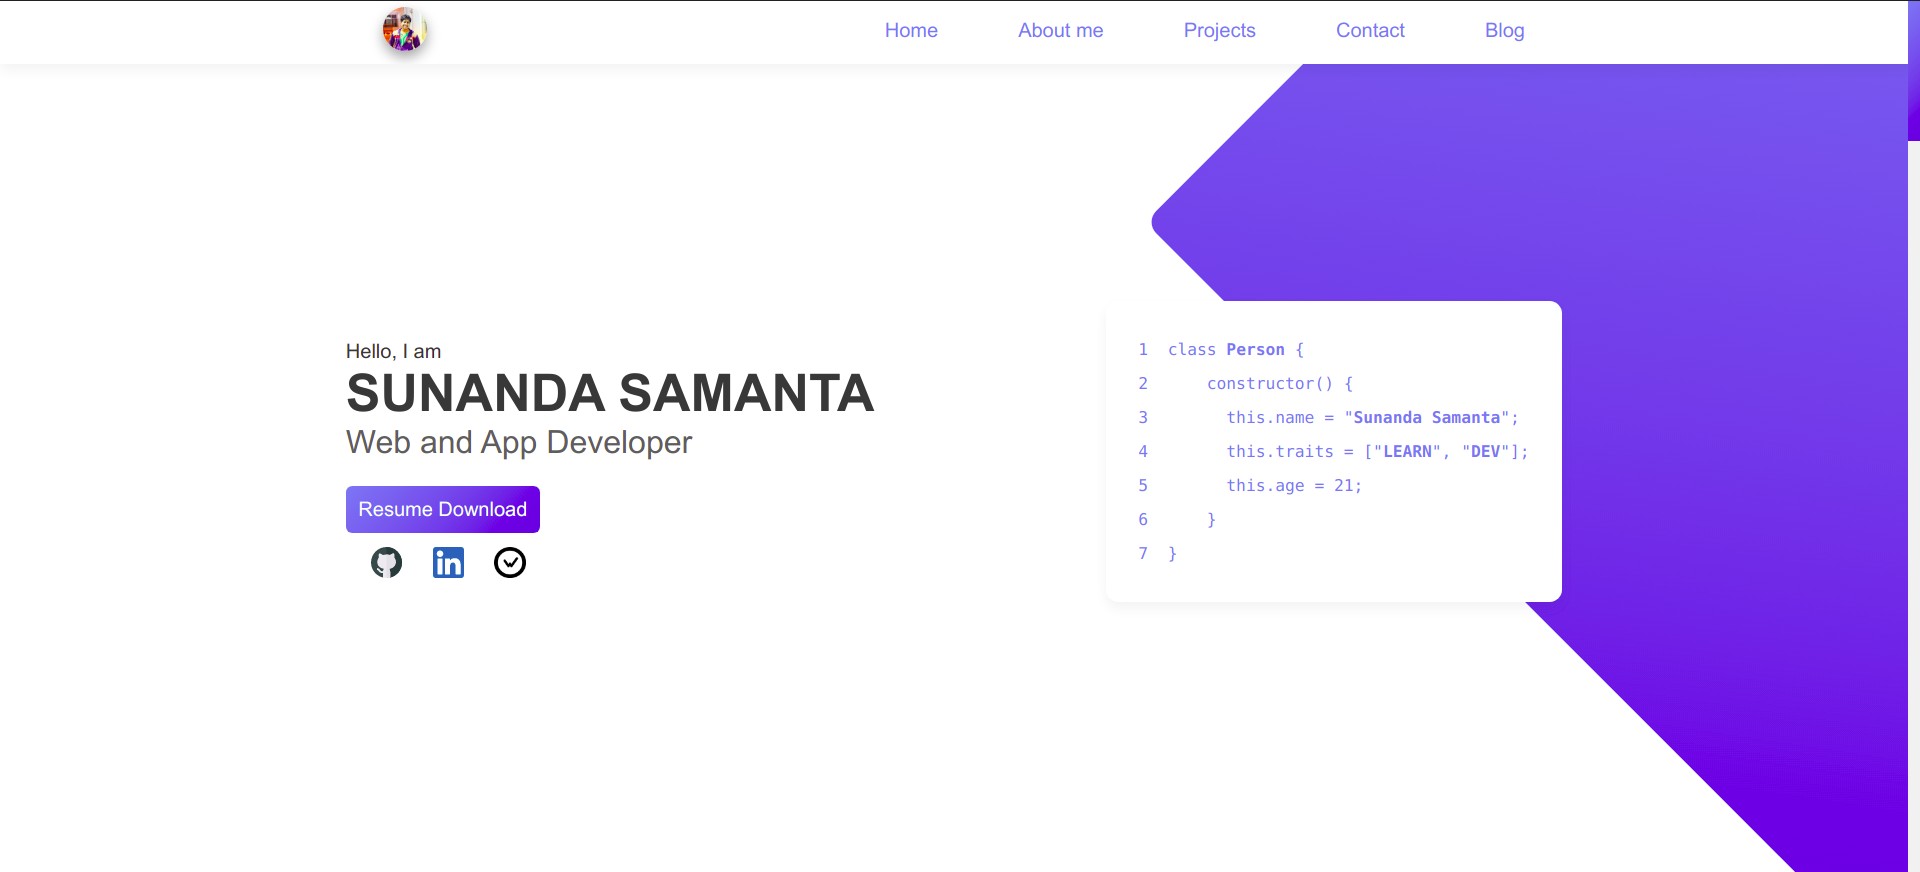 Home About me Projects Contact Blog
Hello, I am
SUNANDA SAMANTA
Web and App Developer
Resume Download
in
1 class Person {
2 constructor() {
3 this.name = "Sunanda Samanta";
4 this.traits = ["LEARN", "DEV"];
5 this.age = 21;
6 }
7 }